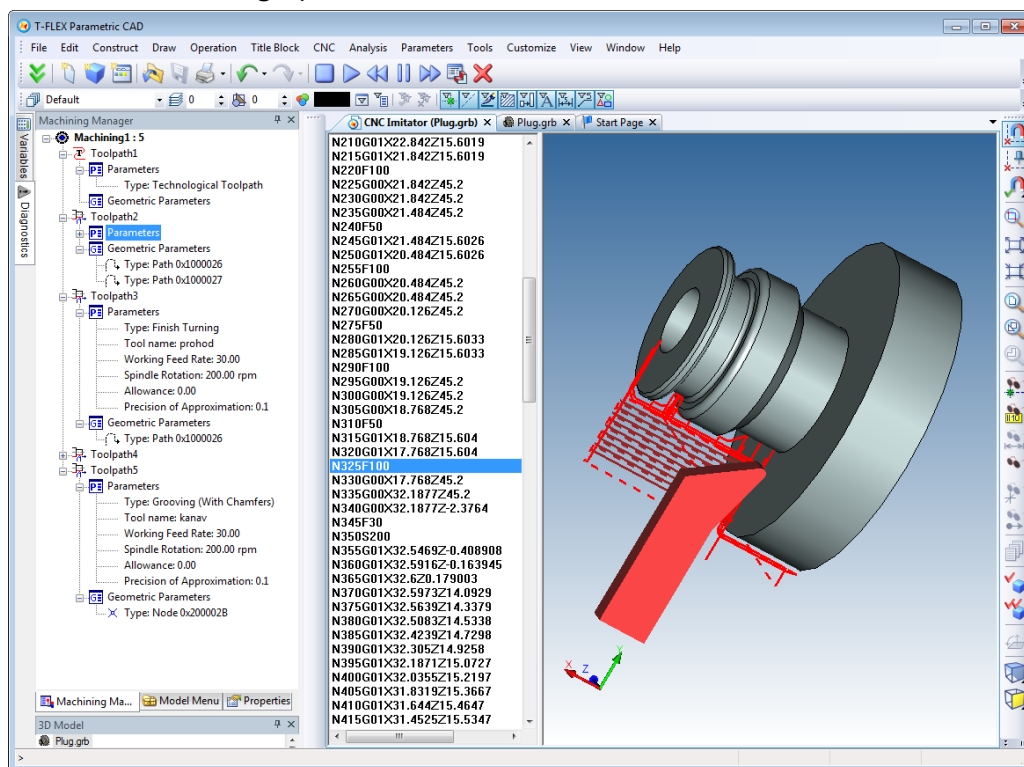 T-FLEX Parametric CAD
File Edit Construct Draw Operation Title Block CNC Analysis Parameters Tools Customize View Window Help
Default 0 0
Machining Manager
CNC Imitator (Plug.grb) Plug.grb Start Page
Variables
Diagnostics
Machining1 : 5
Toolpath1
Parameters
Type: Technological Toolpath
Geometric Parameters
Toolpath2
Parameters
Geometric Parameters
Type: Path 0x1000026
Type: Path 0x1000027
Toolpath3
Parameters
Type: Finish Turning
Tool name: prohod
Working Feed Rate: 30.00
Spindle Rotation: 200.00 rpm
Allowance: 0.00
Precision of Approximation: 0.1
Geometric Parameters
Type: Path 0x1000026
Toolpath4
Toolpath5
Parameters
Type: Grooving (With Chamfers)
Tool name: kanav
Working Feed Rate: 30.00
Spindle Rotation: 200.00 rpm
Allowance: 0.00
Precision of Approximation: 0.1
Geometric Parameters
Type: Node 0x200002B
Machining Ma... Model Menu Properties
3D Model
Plug.grb
N210G01X22.842Z15.6019
N215G01X21.842Z15.6019
N220F100
N225G00X21.842Z45.2
N230G00X21.842Z45.2
N235G00X21.484Z45.2
N240F50
N245G01X21.484Z15.6026
N250G01X20.484Z15.6026
N255F100
N260G00X20.484Z45.2
N265G00X20.484Z45.2
N270G00X20.126Z45.2
N275F50
N280G01X20.126Z15.6033
N285G01X19.126Z15.6033
N290F100
N295G00X19.126Z45.2
N300G00X19.126Z45.2
N305G00X18.768Z45.2
N310F50
N315G01X18.768Z15.604
N320G01X17.768Z15.604
N325F100
N330G00X17.768Z45.2
N335G00X32.1877Z45.2
N340G00X32.1877Z-2.3764
N345F30
N350S200
N355G01X32.5469Z-0.408908
N360G01X32.5916Z-0.163945
N365G01X32.6Z0.179003
N370G01X32.5973Z14.0929
N375G01X32.5639Z14.3379
N380G01X32.5083Z14.5338
N385G01X32.4239Z14.7298
N390G01X32.305Z14.9258
N395G01X32.1871Z15.0727
N400G01X32.0355Z15.2197
N405G01X31.8319Z15.3667
N410G01X31.644Z15.4647
N415G01X31.4525Z15.5347
X Z Y
>